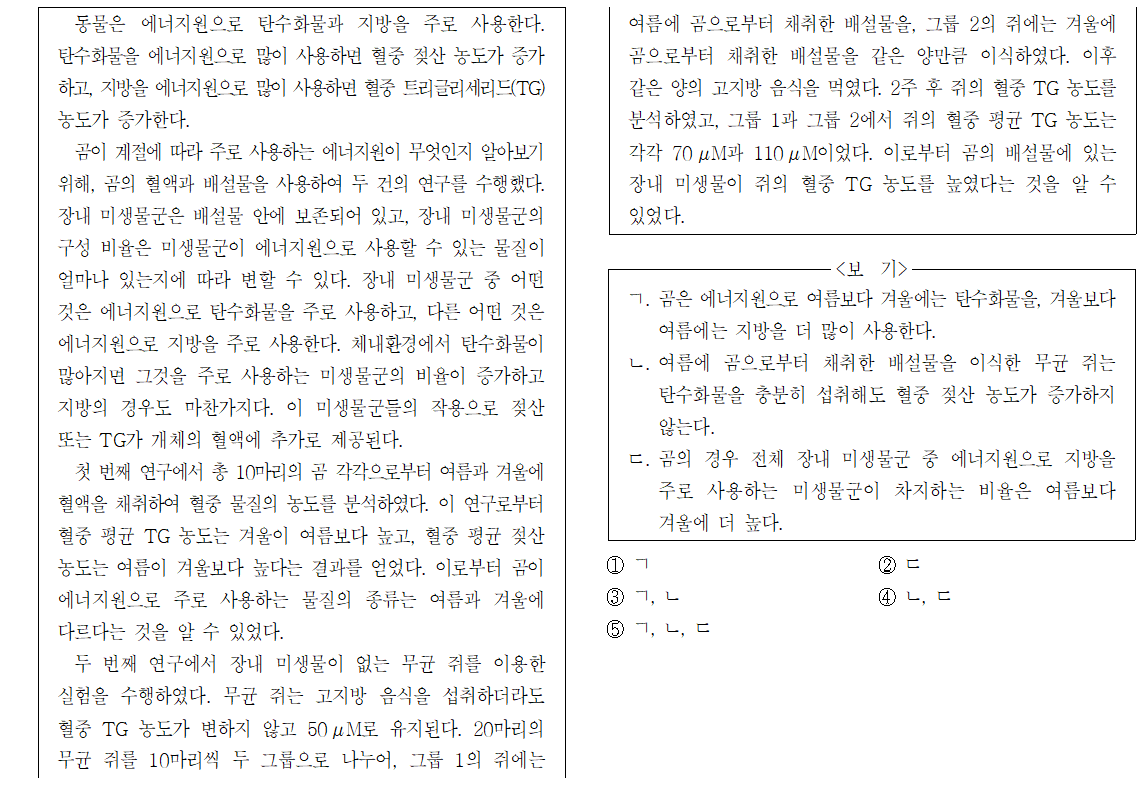 동물은 에너지원으로 탄수화물과 지방을 주로 사용한다.
탄수화물을 에너지원으로 많이 사용하면 혈중 젖산 농도가 증가
하고, 지방을 에너지원으로 많이 사용하면 혈중 트리글리세리드(TG)
농도가 증가한다.
곰이 계절에 따라 주로 사용하는 에너지원이 무엇인지 알아보기
위해, 곰의 혈액과 배설물을 사용하여 두 건의 연구를 수행했다.
장내 미생물군은 배설물 안에 보존되어 있고, 장내 미생물군의
구성 비율은 미생물군이 에너지원으로 사용할 수 있는 물질이
얼마나 있는지에 따라 변할 수 있다. 장내 미생물군 중 어떤
것은 에너지원으로 탄수화물을 주로 사용하고, 다른 어떤 것은
에너지원으로 지방을 주로 사용한다. 체내환경에서 탄수화물이
많아지면 그것을 주로 사용하는 미생물군의 비율이 증가하고
지방의 경우도 마찬가지다. 이 미생물군들의 작용으로 젖산
또는 TG가 개체의 혈액에 추가로 제공된다.
첫 번째 연구에서 총 10마리의 곰 각각으로부터 여름과 겨울에
혈액을 채취하여 혈중 물질의 농도를 분석하였다. 이 연구로부터
혈중 평균 TG 농도는 겨울이 여름보다 높고, 혈중 평균 젖산
농도는 여름이 겨울보다 높다는 결과를 얻었다. 이로부터 곰이
에너지원으로 주로 사용하는 물질의 종류는 여름과 겨울에
다르다는 것을 알 수 있었다.
두 번째 연구에서 장내 미생물이 없는 무균 쥐를 이용한
실험을 수행하였다. 무균 쥐는 고지방 음식을 섭취하더라도
혈중 TG 농도가 변하지 않고 50 μM로 유지된다. 20마리의
무균 쥐를 10마리씩 두 그룹으로 나누어, 그룹 1의 쥐에는
여름에 곰으로부터 채취한 배설물을, 그룹 2의 쥐에는 겨울에
곰으로부터 채취한 배설물을 같은 양만큼 이식하였다. 이후
같은 양의 고지방 음식을 먹였다. 2주 후 쥐의 혈중 TG 농도를
분석하였고, 그룹 1과 그룹 2에서 쥐의 혈중 평균 TG 농도는
각각 70 μM과 110 μM이었다. 이로부터 곰의 배설물에 있는
장내 미생물이 쥐의 혈중 TG 농도를 높였다는 것을 알 수
있었다.
<보 기>
ㄱ. 곰은 에너지원으로 여름보다 겨울에는 탄수화물을, 겨울보다
여름에는 지방을 더 많이 사용한다.
ㄴ. 여름에 곰으로부터 채취한 배설물을 이식한 무균 쥐는
탄수화물을 충분히 섭취해도 혈중 젖산 농도가 증가하지
않는다.
ㄷ. 곰의 경우 전체 장내 미생물군 중 에너지원으로 지방을
주로 사용하는 미생물군이 차지하는 비율은 여름보다
겨울에 더 높다.
① ㄱ ② ㄷ
③ ㄱ, ㄴ ④ ㄴ, ㄷ
⑤ ㄱ, ㄴ, ㄷ